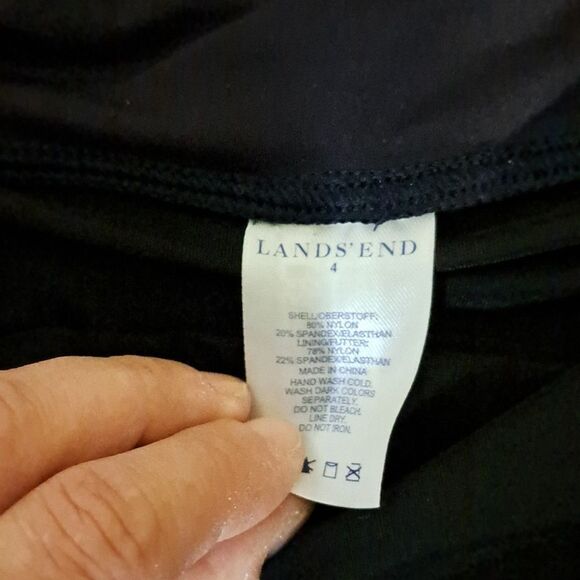 LANDS' END
4
SHELL/OBERSTOFF:
80% NYLON
20% SPANDEX/ELASTHAN
LINING/FUTTER:
78% NYLON
22% SPANDEX/ELASTHAN
MADE IN CHINA
HAND WASH COLD.
WASH DARK COLORS
SEPARATELY.
DO NOT BLEACH.
LINE DRY.
DO NOT IRON.